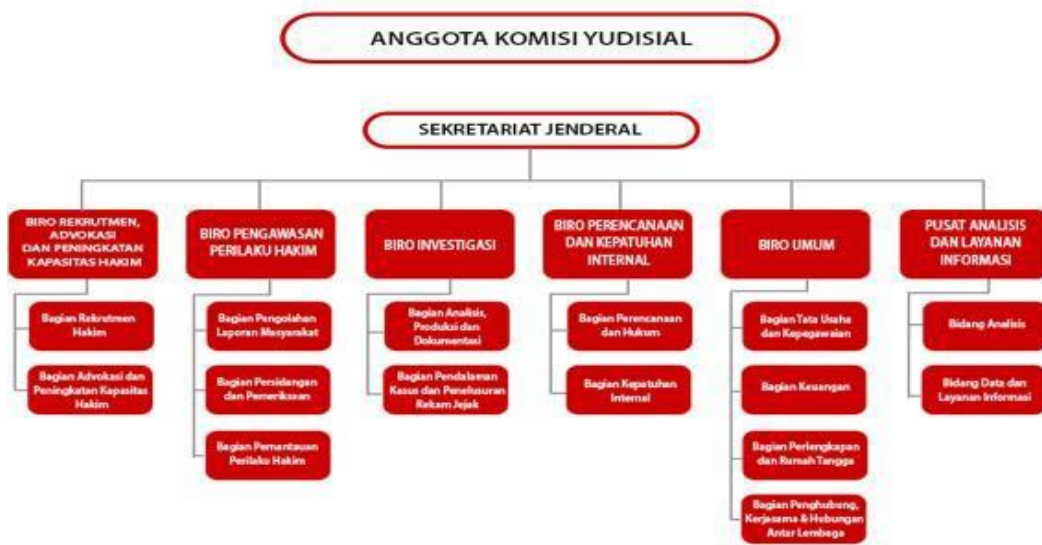 ANGGOTA KOMISI YUDISIAL
SEKRETARIAT JENDERAL
BIRO REKRUTMEN,
ADVOKASI
DAN PENINGKATAN
KAPASITAS HAKIM
Bagian Rekrutmen
Hakim
Bagian Advokasi dan
Peningkatan Kapasitas
Hakim
BIRO PENGAWASAN
PERILAKU HAKIM
Bagian Pengolahan
Laporan Masyarakat
Bagian Persidangan
dan Pemeriksaan
Bagian Pemantauan
Perilaku Hakim
BIRO INVESTIGASI
Bagian Analisis,
Produksi dan
Dokumentasi
Bagian Pendalaman
Kasus dan Penelusuran
Rekam Jejak
BIRO PERENCANAAN
DAN KEPATUHAN
INTERNAL
Bagian Perencanaan
dan Hukum
Bagian Kepatuhan
Internal
BIRO UMUM
Bagian Tata Usaha
dan Kepegawaian
Bagian Keuangan
Bagian Perlengkapan
dan Rumah Tangga
Bagian Penghubung,
Kerjasama & Hubungan
Antar Lembaga
PUSAT ANALISIS
DAN LAYANAN
INFORMASI
Bidang Analisis
Bidang Data dan
Layanan Informasi